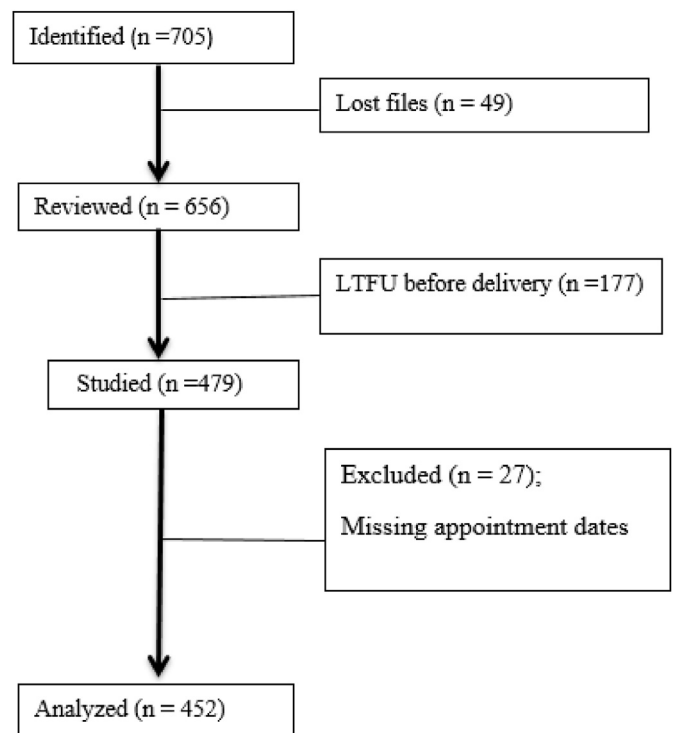 Identified (n =705)
Lost files (n = 49)
Reviewed (n = 656)
LTFU before delivery (n =177)
Studied (n =479)
Excluded (n = 27);
Missing appointment dates
Analyzed (n = 452)